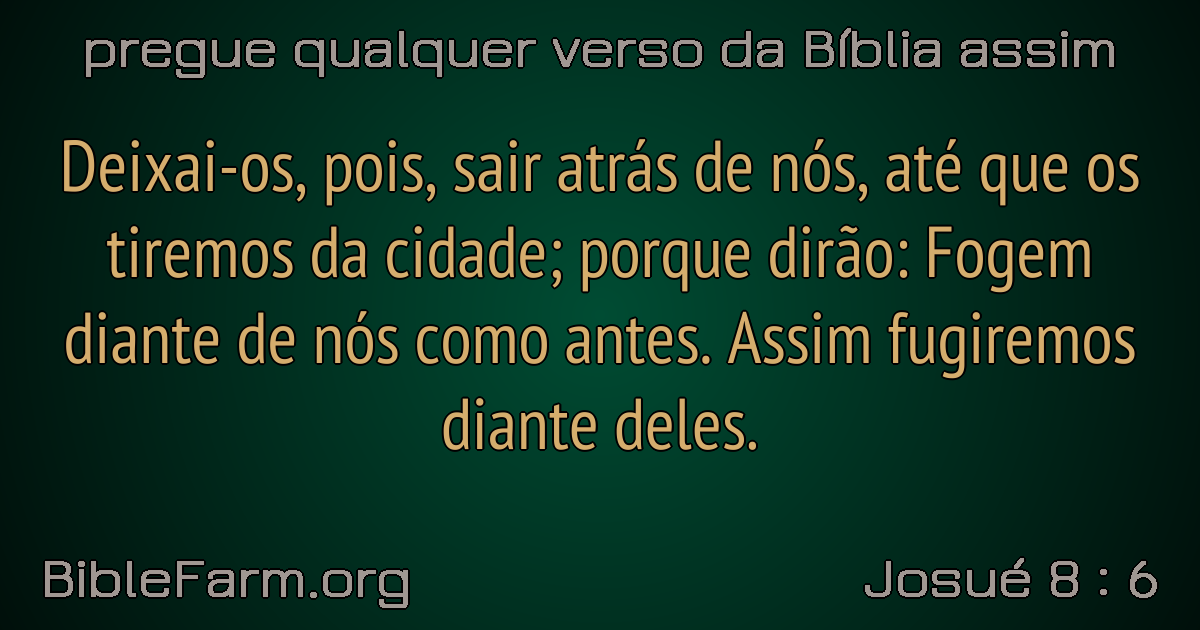 pregue qualquer verso da Bíblia assim
Deixai-os, pois, sair atrás de nós, até que os
tiremos da cidade; porque dirão: Fogem
diante de nós como antes. Assim fugiremos
diante deles.
BibleFarm.org
Josué 8 : 6